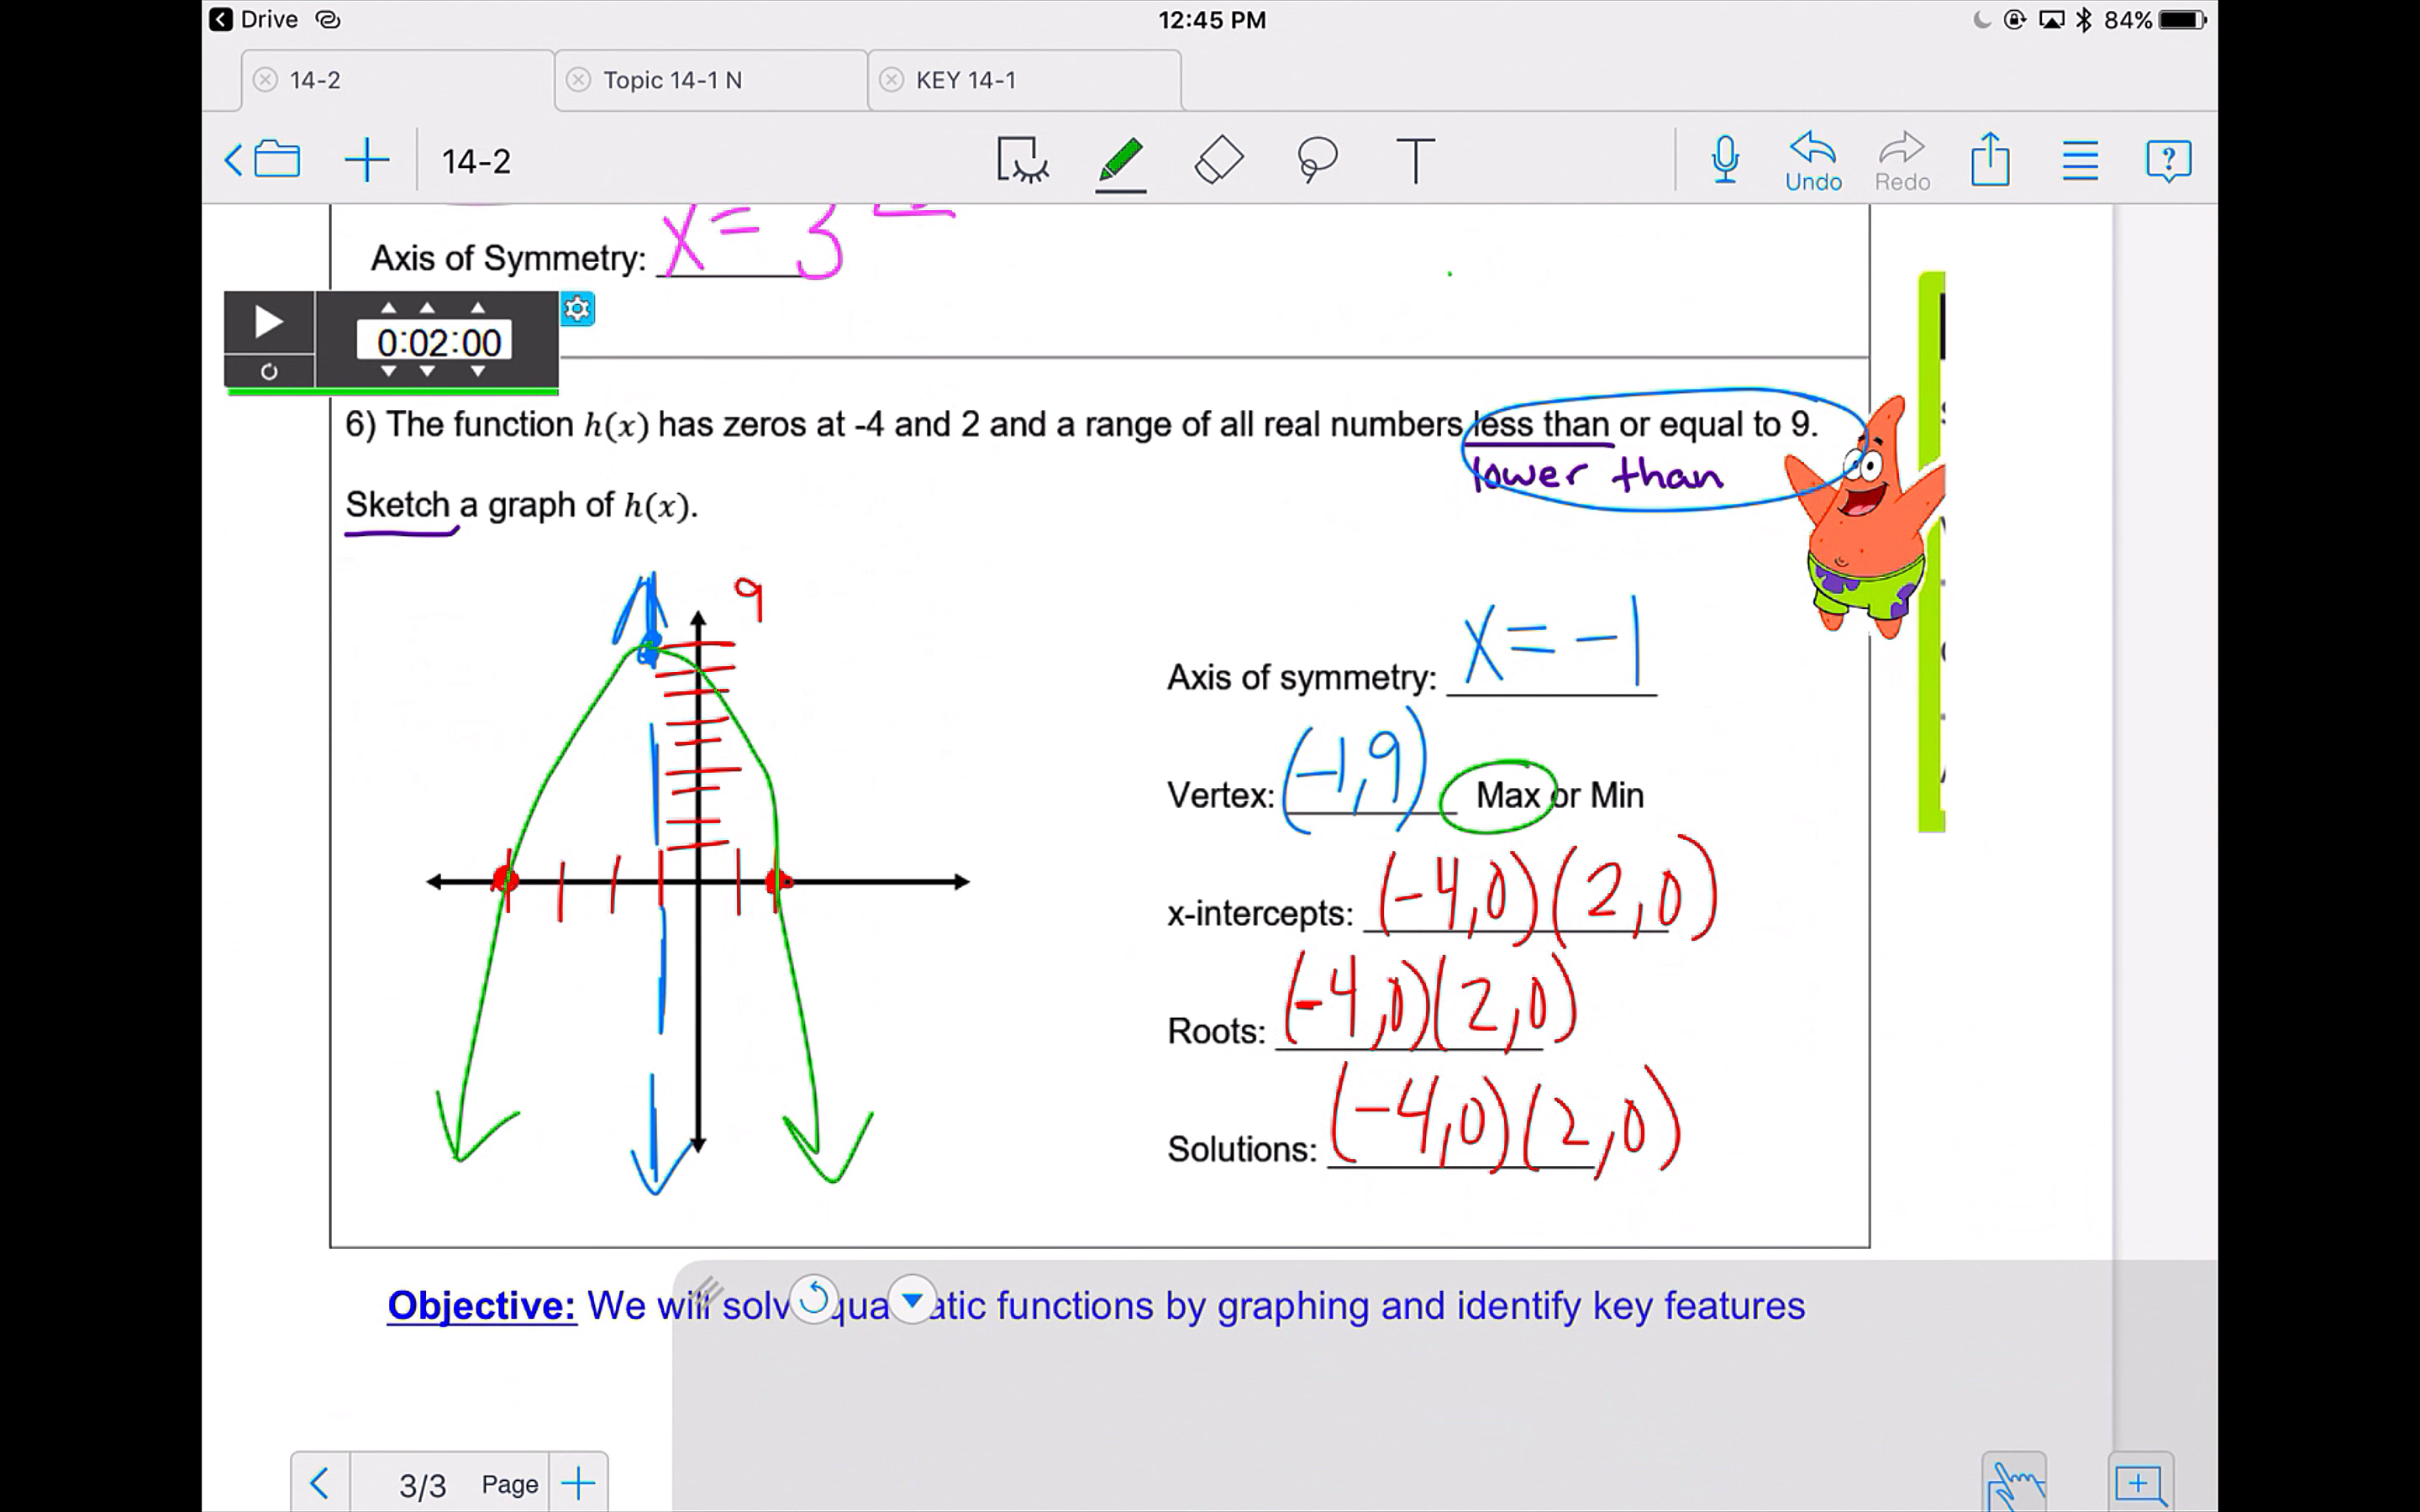 Drive
12:45 PM
84%
14-2
Topic 14-1 N
KEY 14-1
14-2
T
Undo
Redo
?
Axis of Symmetry: x = 3
0:02:00
6) The function h(x) has zeros at -4 and 2 and a range of all real numbers less than or equal to 9.
lower than
Sketch a graph of h(x).
9
Axis of symmetry: x = -1
Vertex: (-1,9) Max or Min
x-intercepts: (-4,0)(2,0)
Roots: (-4,0)(2,0)
Solutions: (-4,0)(2,0)
Objective: We will solv qua atic functions by graphing and identify key features
3/3 Page